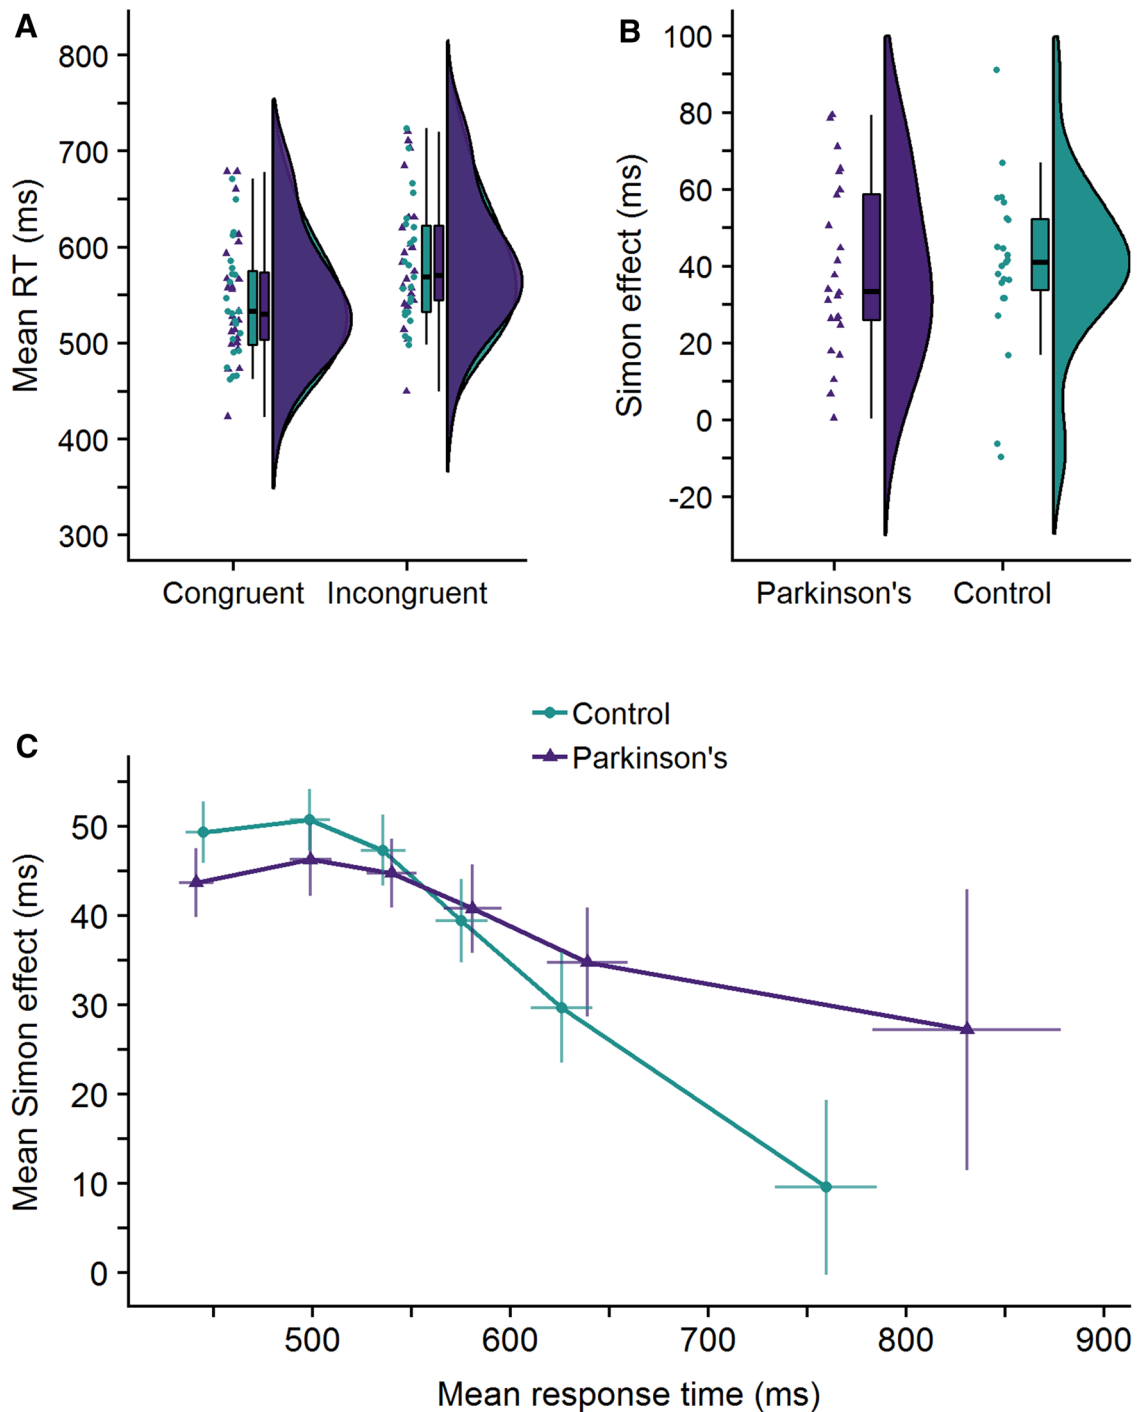 A
Mean RT (ms)
800
700
600
500
400
300
Congruent Incongruent
B
Simon effect (ms)
100
80
60
40
20
0
-20
Parkinson's Control
C
Control
Parkinson's
Mean Simon effect (ms)
50
40
30
20
10
0
500 600 700 800 900
Mean response time (ms)